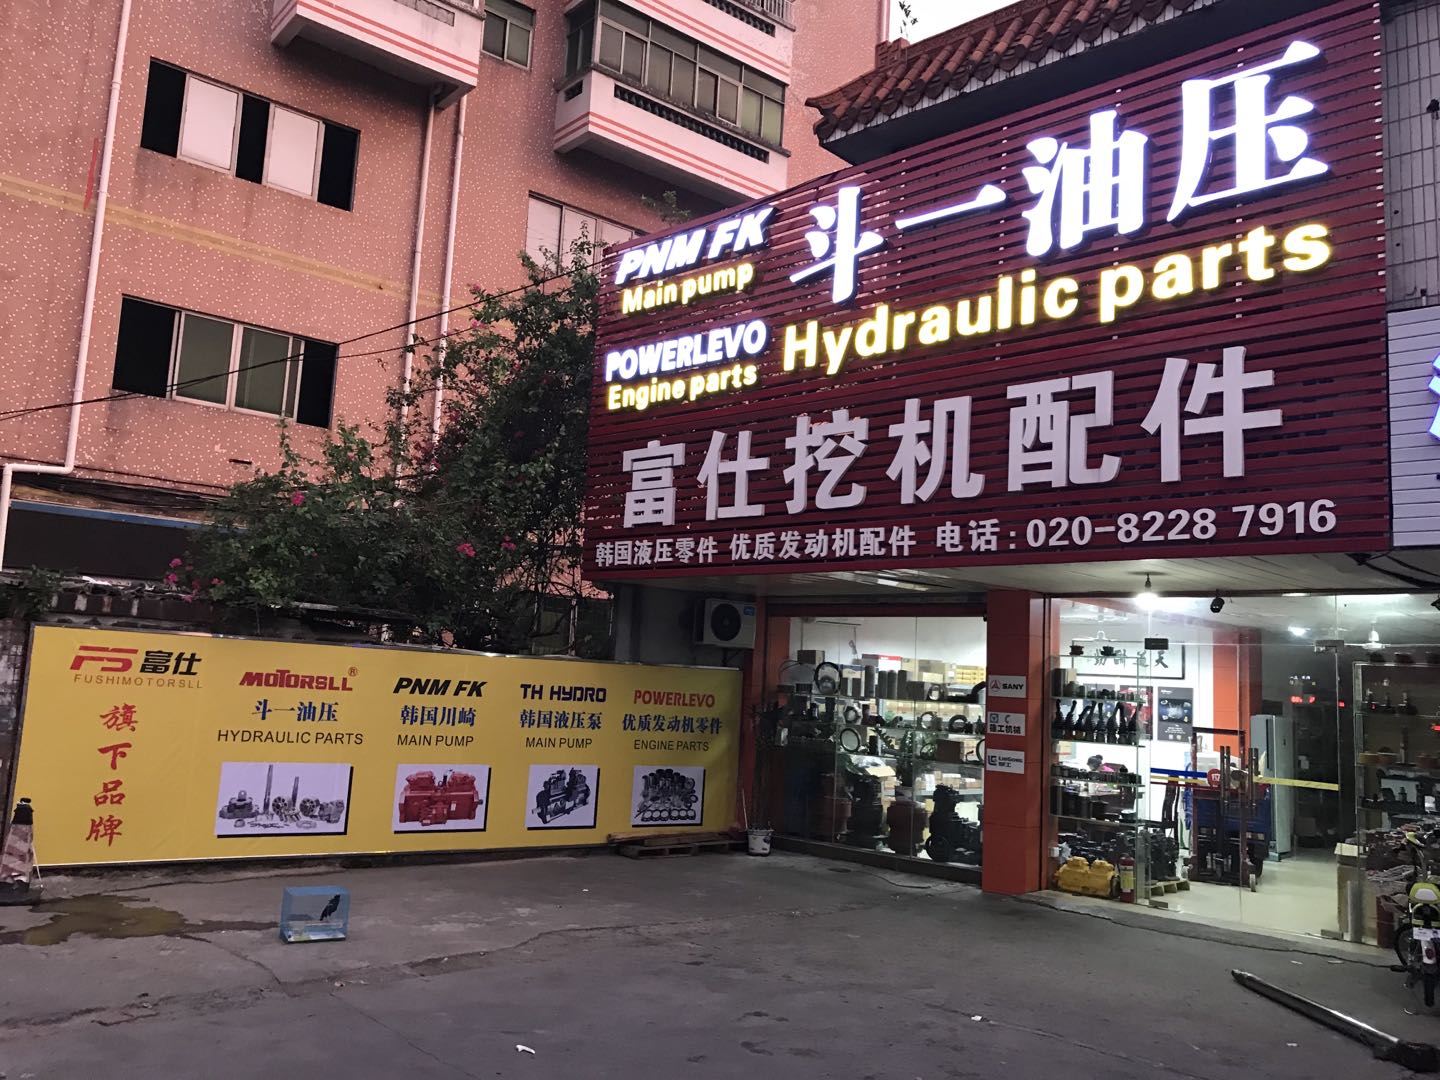 PNM FK
Main pump
斗一油压
POWERLEVO
Engine parts
Hydraulic parts
富仕挖机配件
韩国液压零件 优质发动机配件 电话:020-8228 7916
FS 富仕
FUSHIMOTORSLL
旗下品牌
MOTORSLL®
斗一油压
HYDRAULIC PARTS
PNM FK
韩国川崎
MAIN PUMP
TH HYDRO
韩国液压泵
MAIN PUMP
POWERLEVO
优质发动机零件
ENGINE PARTS
SANY
LiuGong
柳工